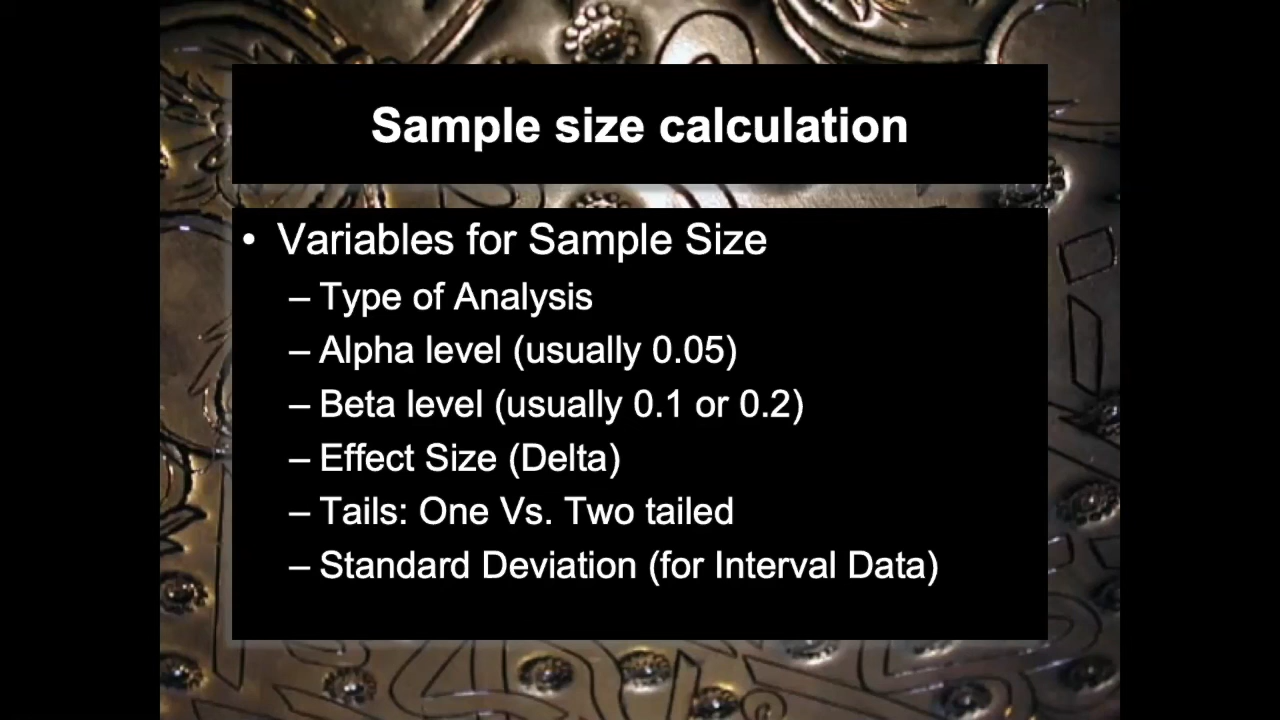 Sample size calculation
• Variables for Sample Size
– Type of Analysis
– Alpha level (usually 0.05)
– Beta level (usually 0.1 or 0.2)
– Effect Size (Delta)
– Tails: One Vs. Two tailed
– Standard Deviation (for Interval Data)